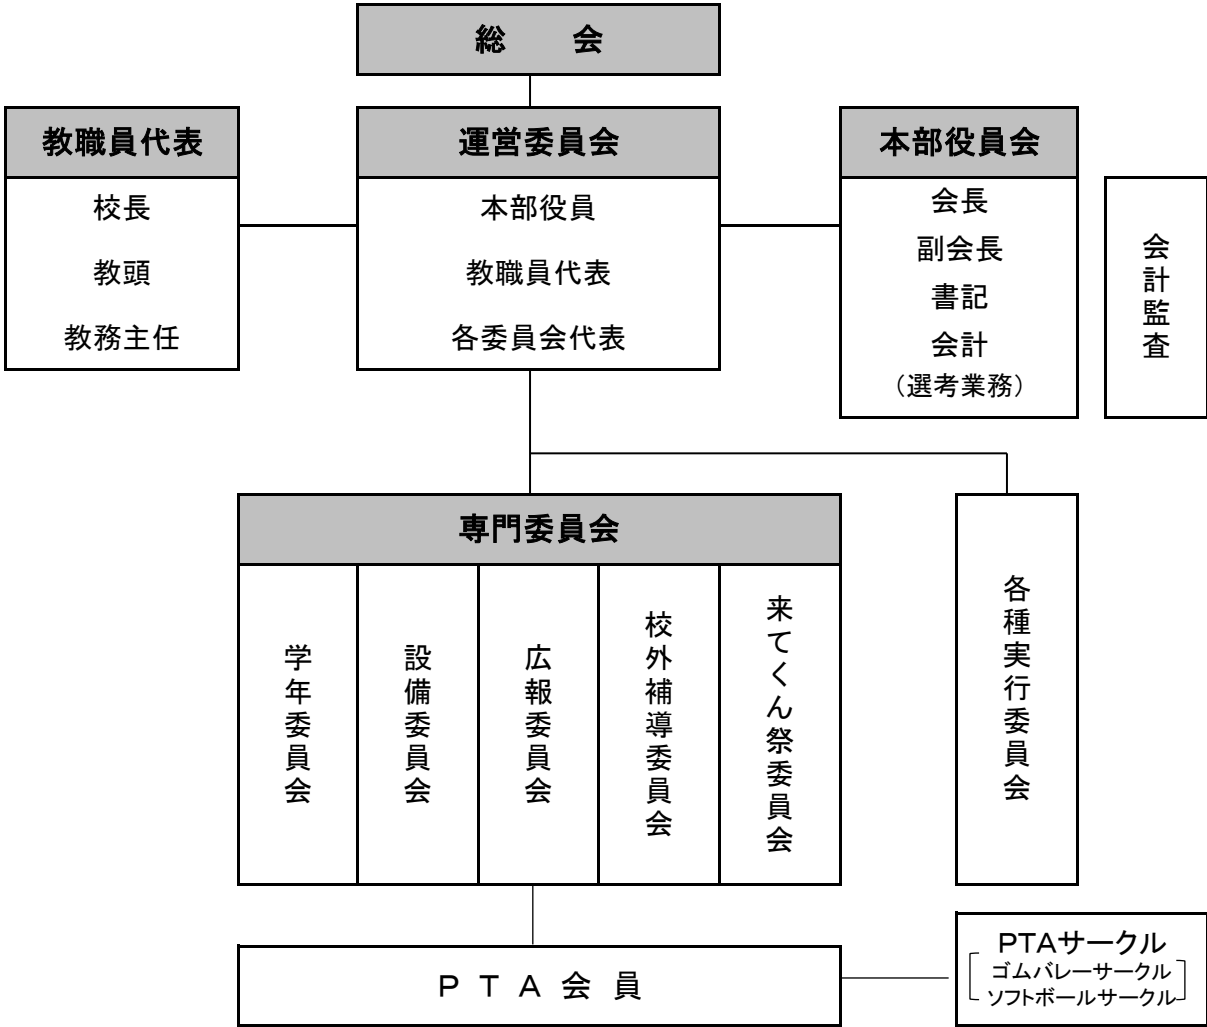 総　　会
教職員代表
校長
教頭
教務主任
運営委員会
本部役員
教職員代表
各委員会代表
本部役員会
会長
副会長
書記
会計
（選考業務）
会計監査
専門委員会
学年委員会
設備委員会
広報委員会
校外補導委員会
来てくん祭委員会
各種実行委員会
ＰＴＡ会員
PTAサークル
ゴムバレーサークル
ソフトボールサークル